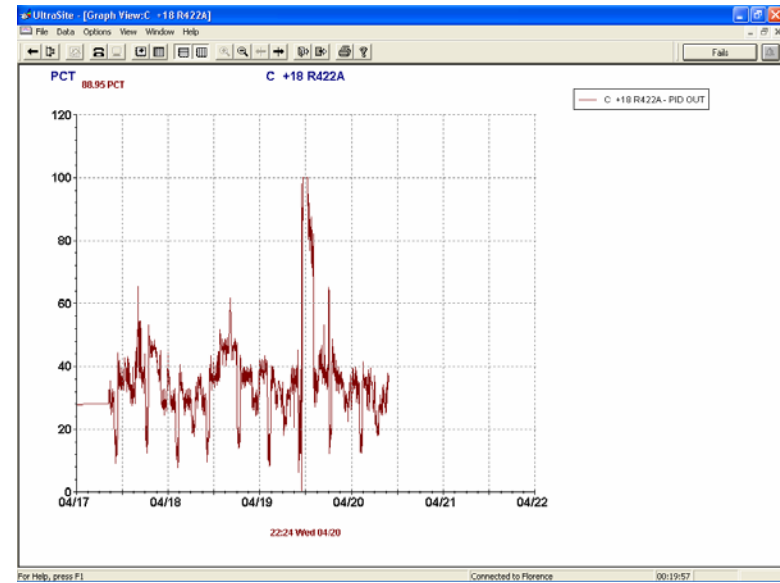 UltraSite - [Graph View:C +18 R422A]
File Data Options View Window Help
Fails
PCT
88.95 PCT
C +18 R422A
C +18 R422A - PID OUT
120
100
80
60
40
20
0
04/17 04/18 04/19 04/20 04/21 04/22
22:24 Wed 04/20
For Help, press F1 Connected to Florence 00:19:57